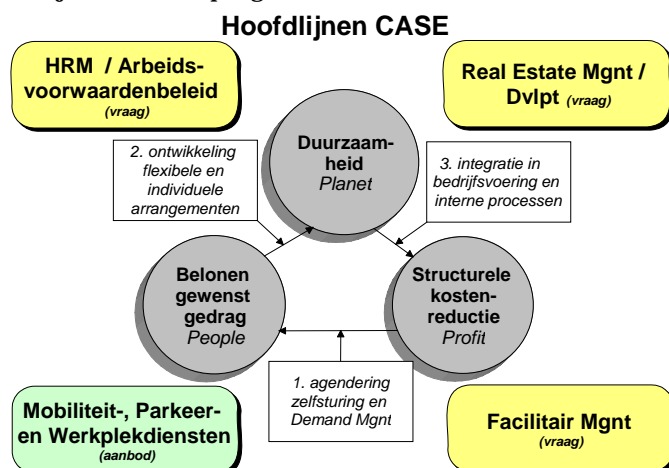 Hoofdlijnen CASE
HRM / Arbeids-
voorwaardenbeleid
(vraag)
Real Estate Mgnt /
Dvlpt (vraag)
2. ontwikkeling
flexibele en
individuele
arrangementen
Duurzaam-
heid
Planet
3. integratie in
bedrijfsvoering en
interne processen
Belonen
gewenst
gedrag
People
Structurele
kosten-
reductie
Profit
1. agendering
zelfsturing en
Demand Mgnt
Mobiliteit-, Parkeer-
en Werkplekdiensten
(aanbod)
Facilitair Mgnt
(vraag)